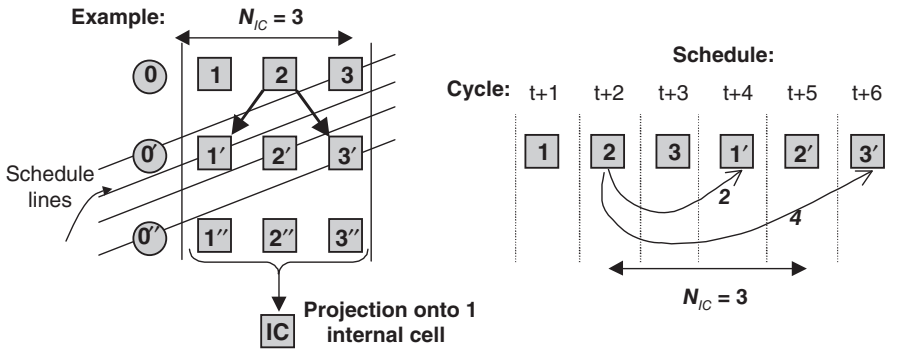 Example:
N_IC = 3
0 1 2 3
0′ 1′ 2′ 3′
Schedule
lines
0″ 1″ 2″ 3″
IC
Projection onto 1
internal cell
Schedule:
Cycle: t+1 t+2 t+3 t+4 t+5 t+6
1 2 3 1′ 2′ 3′
2
4
N_IC = 3